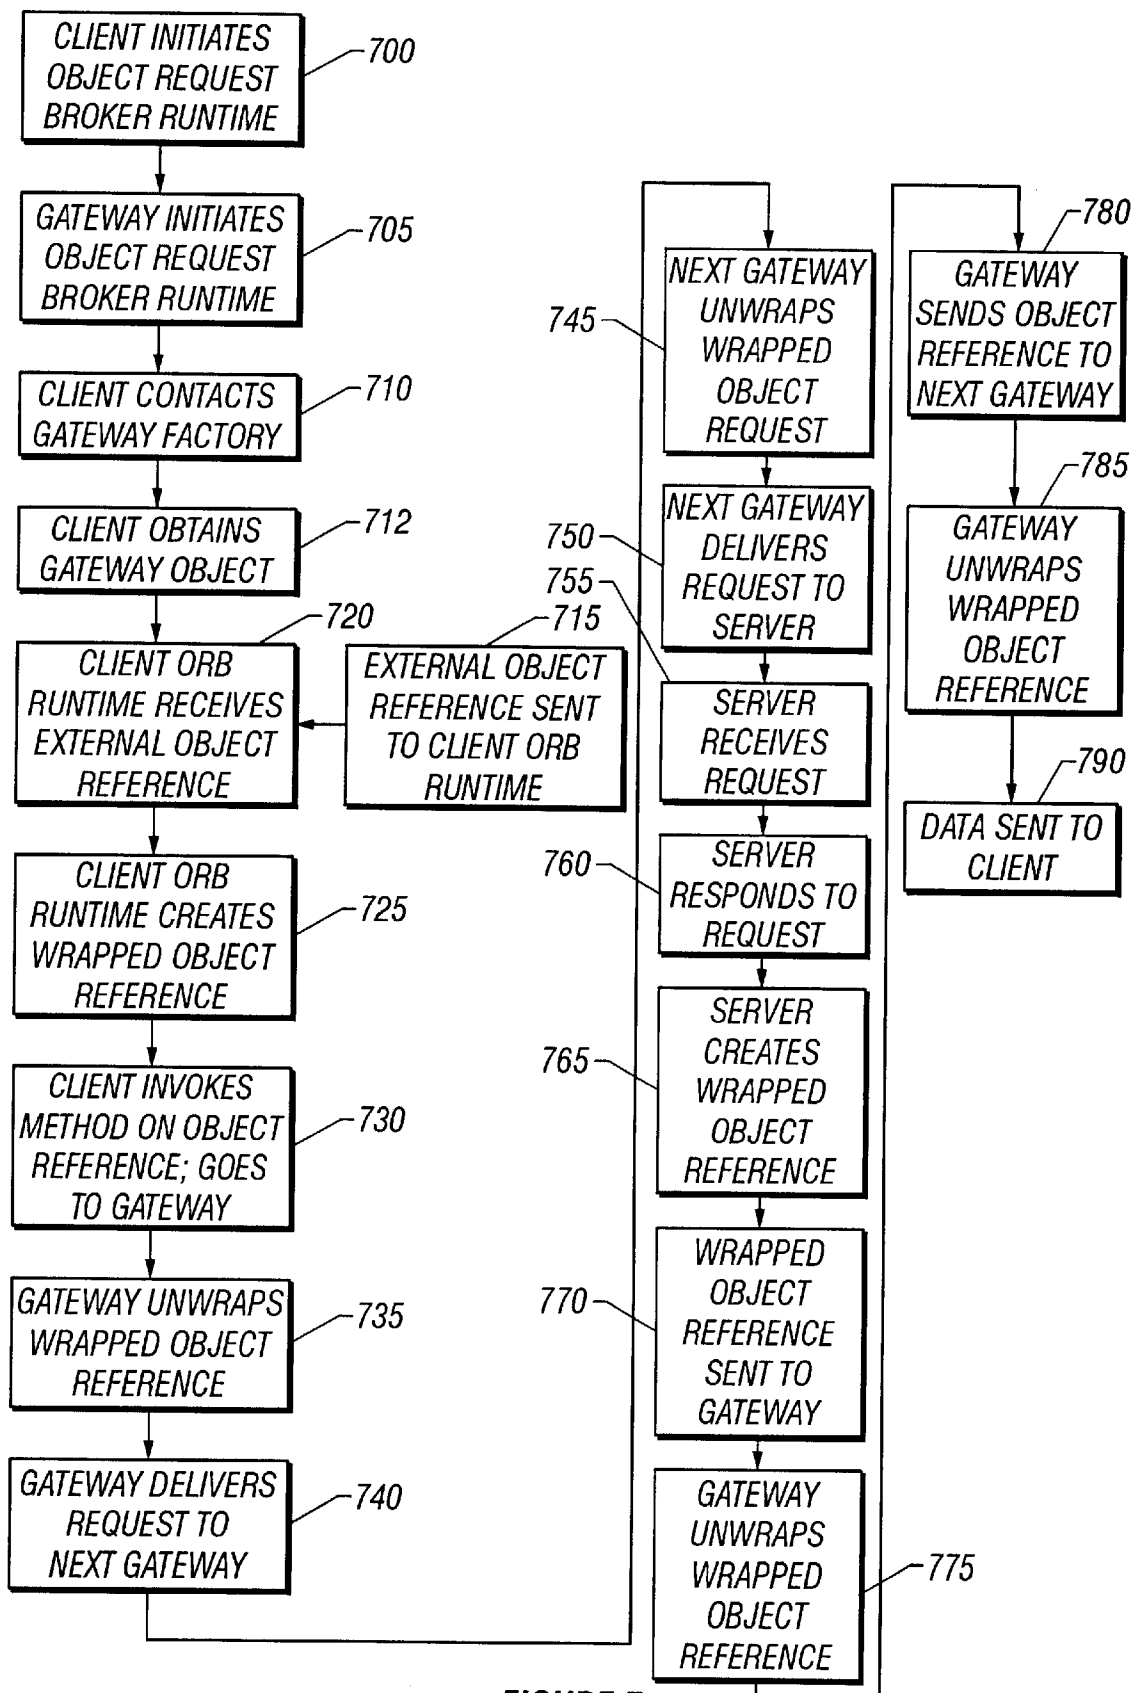 CLIENT INITIATES
OBJECT REQUEST
BROKER RUNTIME
700
GATEWAY INITIATES
OBJECT REQUEST
BROKER RUNTIME
705
CLIENT CONTACTS
GATEWAY FACTORY
710
CLIENT OBTAINS
GATEWAY OBJECT
712
720
CLIENT ORB
RUNTIME RECEIVES
EXTERNAL OBJECT
REFERENCE
715
EXTERNAL OBJECT
REFERENCE SENT
TO CLIENT ORB
RUNTIME
CLIENT ORB
RUNTIME CREATES
WRAPPED OBJECT
REFERENCE
725
CLIENT INVOKES
METHOD ON OBJECT
REFERENCE; GOES
TO GATEWAY
730
GATEWAY UNWRAPS
WRAPPED OBJECT
REFERENCE
735
GATEWAY DELIVERS
REQUEST TO
NEXT GATEWAY
740
745
NEXT GATEWAY
UNWRAPS
WRAPPED
OBJECT
REQUEST
750
NEXT GATEWAY
DELIVERS
REQUEST TO
SERVER
755
SERVER
RECEIVES
REQUEST
760
SERVER
RESPONDS TO
REQUEST
765
SERVER
CREATES
WRAPPED
OBJECT
REFERENCE
770
WRAPPED
OBJECT
REFERENCE
SENT TO
GATEWAY
GATEWAY
UNWRAPS
WRAPPED
OBJECT
REFERENCE
775
780
GATEWAY
SENDS OBJECT
REFERENCE TO
NEXT GATEWAY
785
GATEWAY
UNWRAPS
WRAPPED
OBJECT
REFERENCE
790
DATA SENT TO
CLIENT